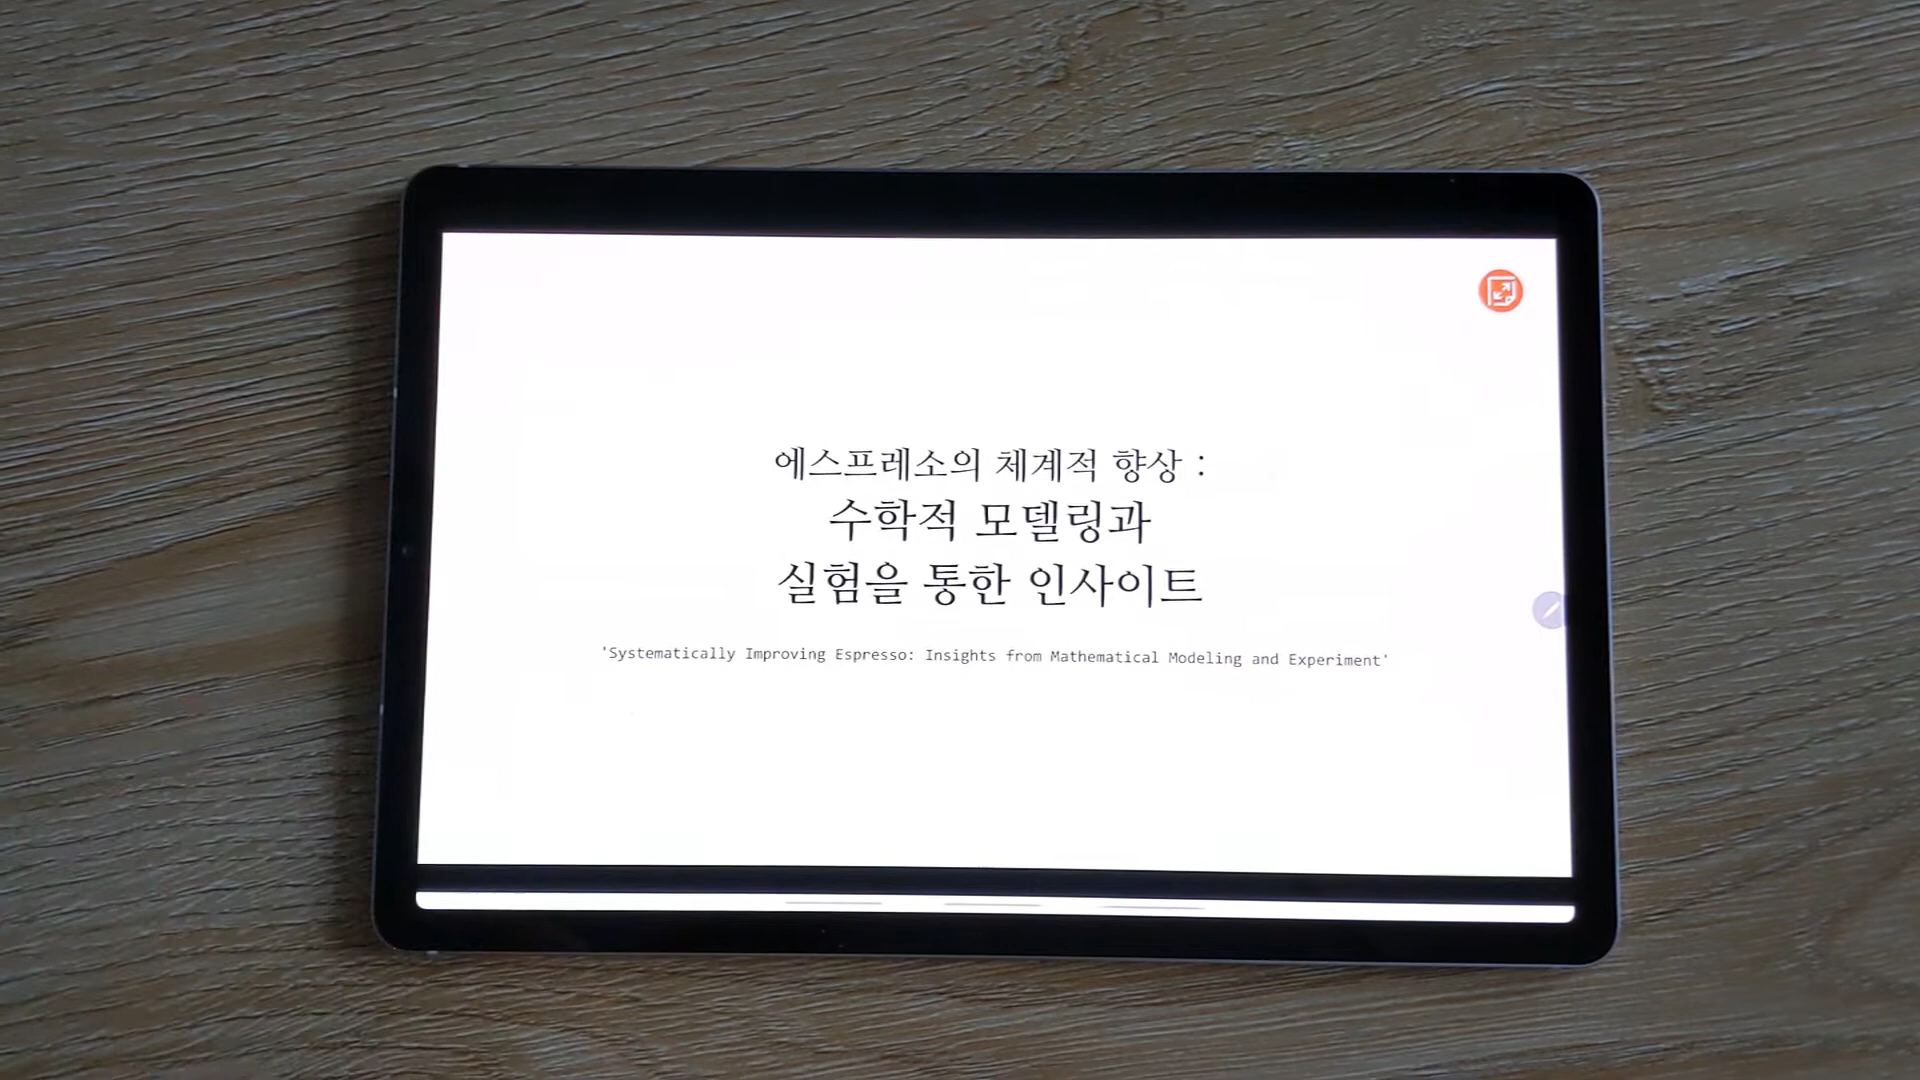 에스프레소의 체계적 향상 :
수학적 모델링과
실험을 통한 인사이트
'Systematically Improving Espresso: Insights from Mathematical Modeling and Experiment'